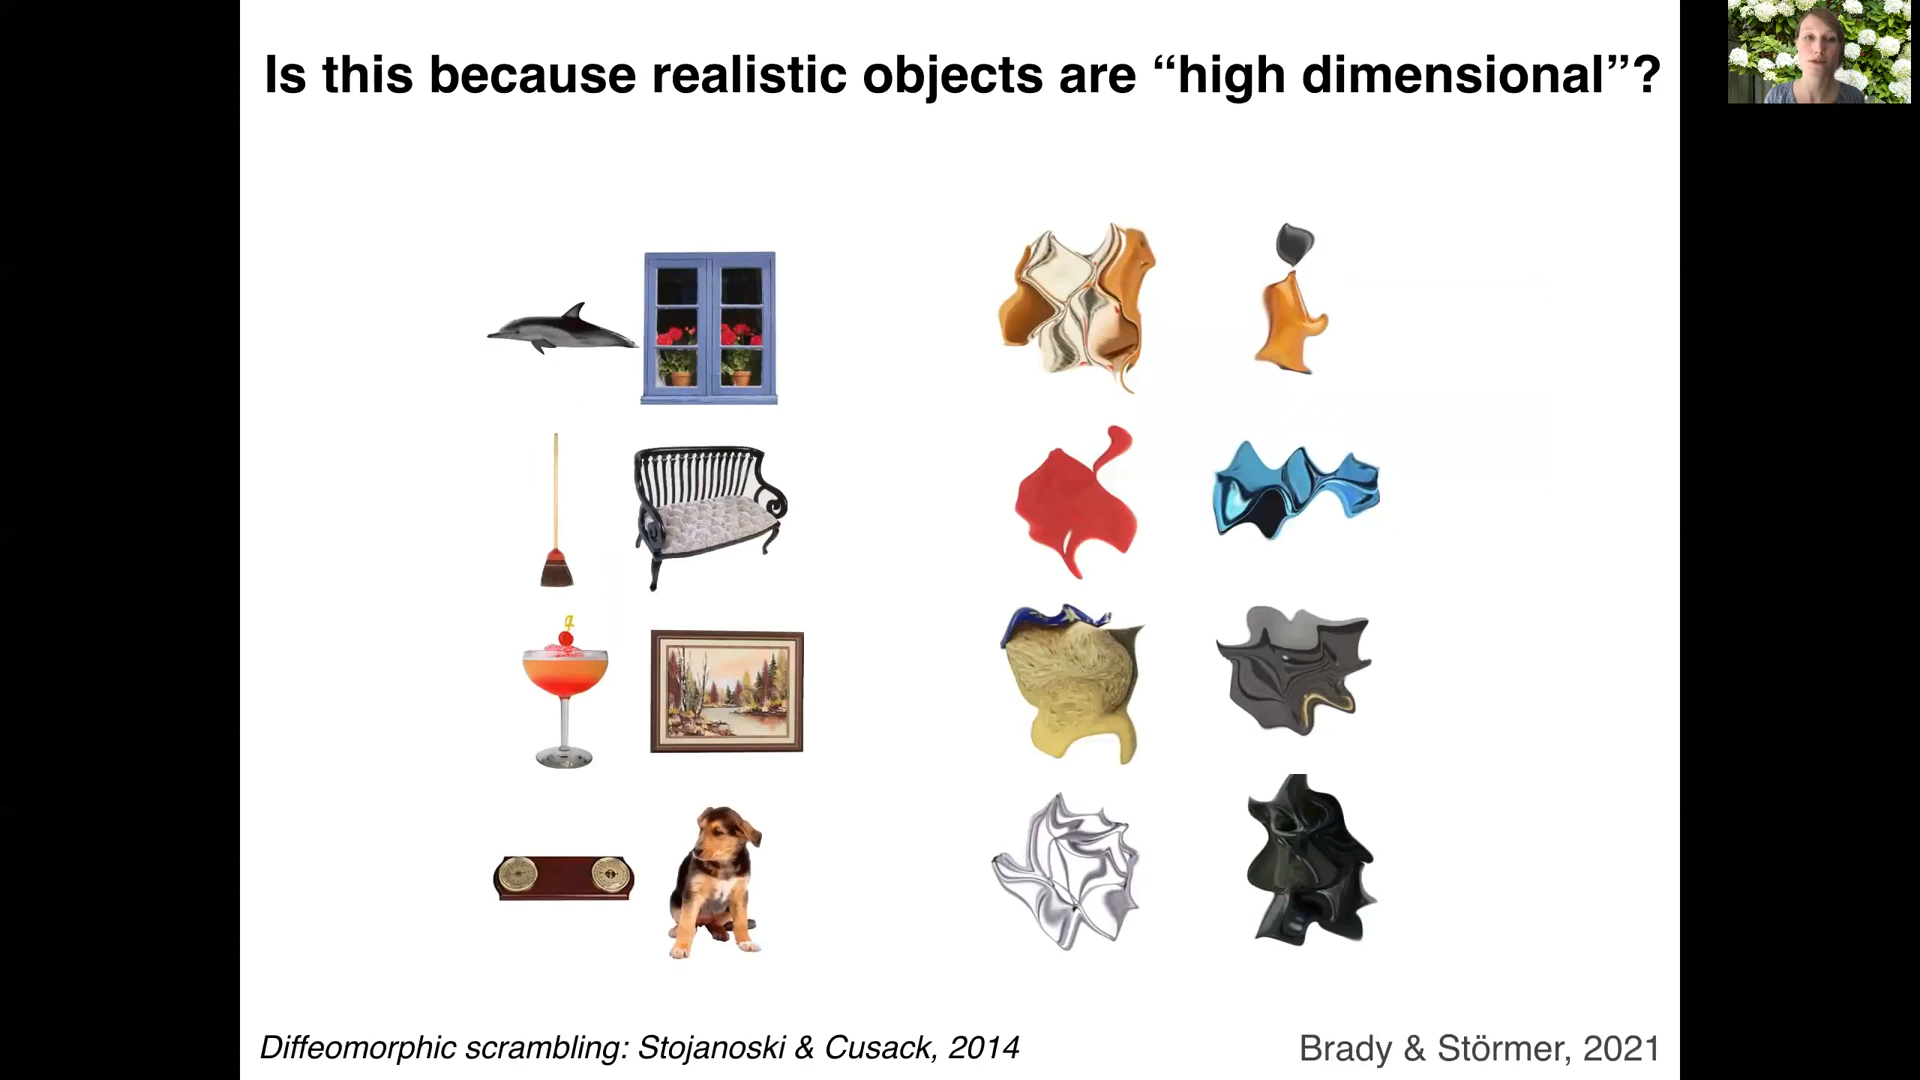 Is this because realistic objects are “high dimensional”?
Diffeomorphic scrambling: Stojanoski & Cusack, 2014
Brady & Störmer, 2021